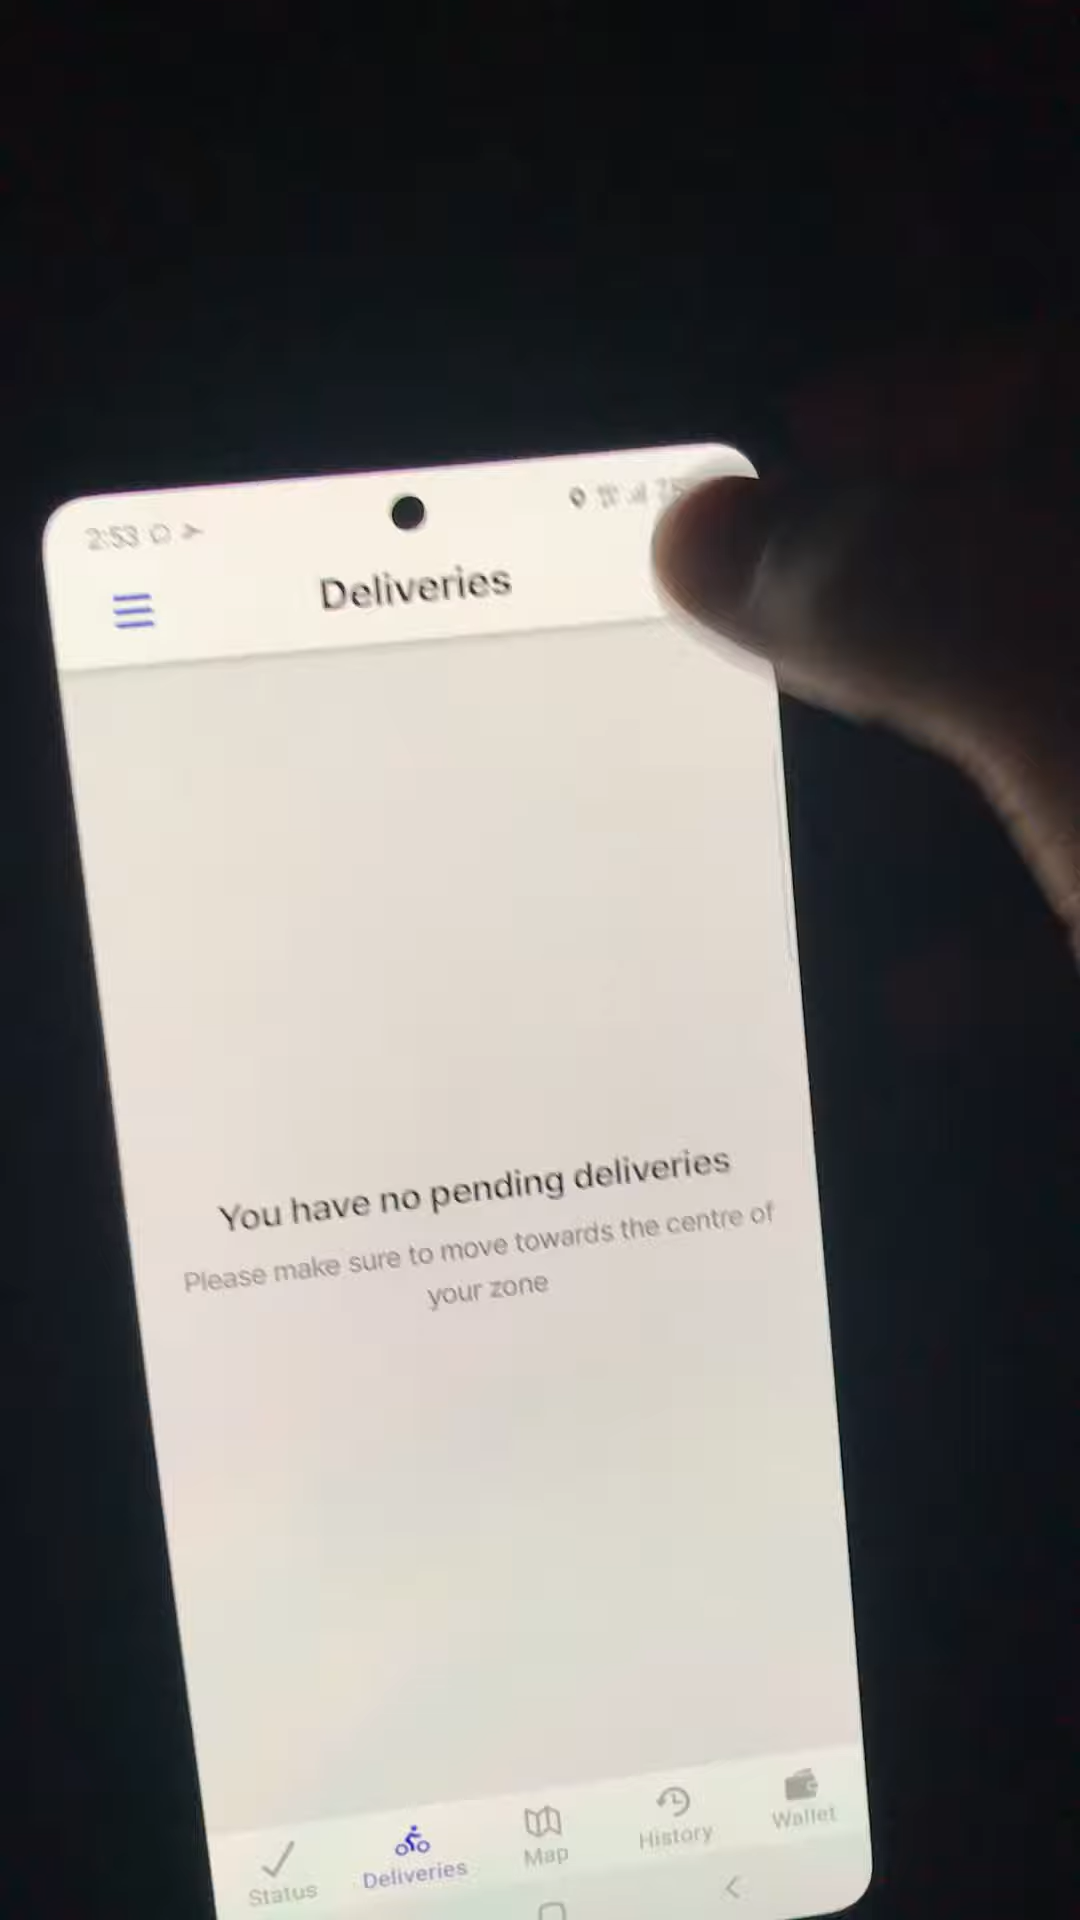 2:53
Deliveries
You have no pending deliveries
Please make sure to move towards the centre of
your zone
Status
Deliveries
Map
History
Wallet